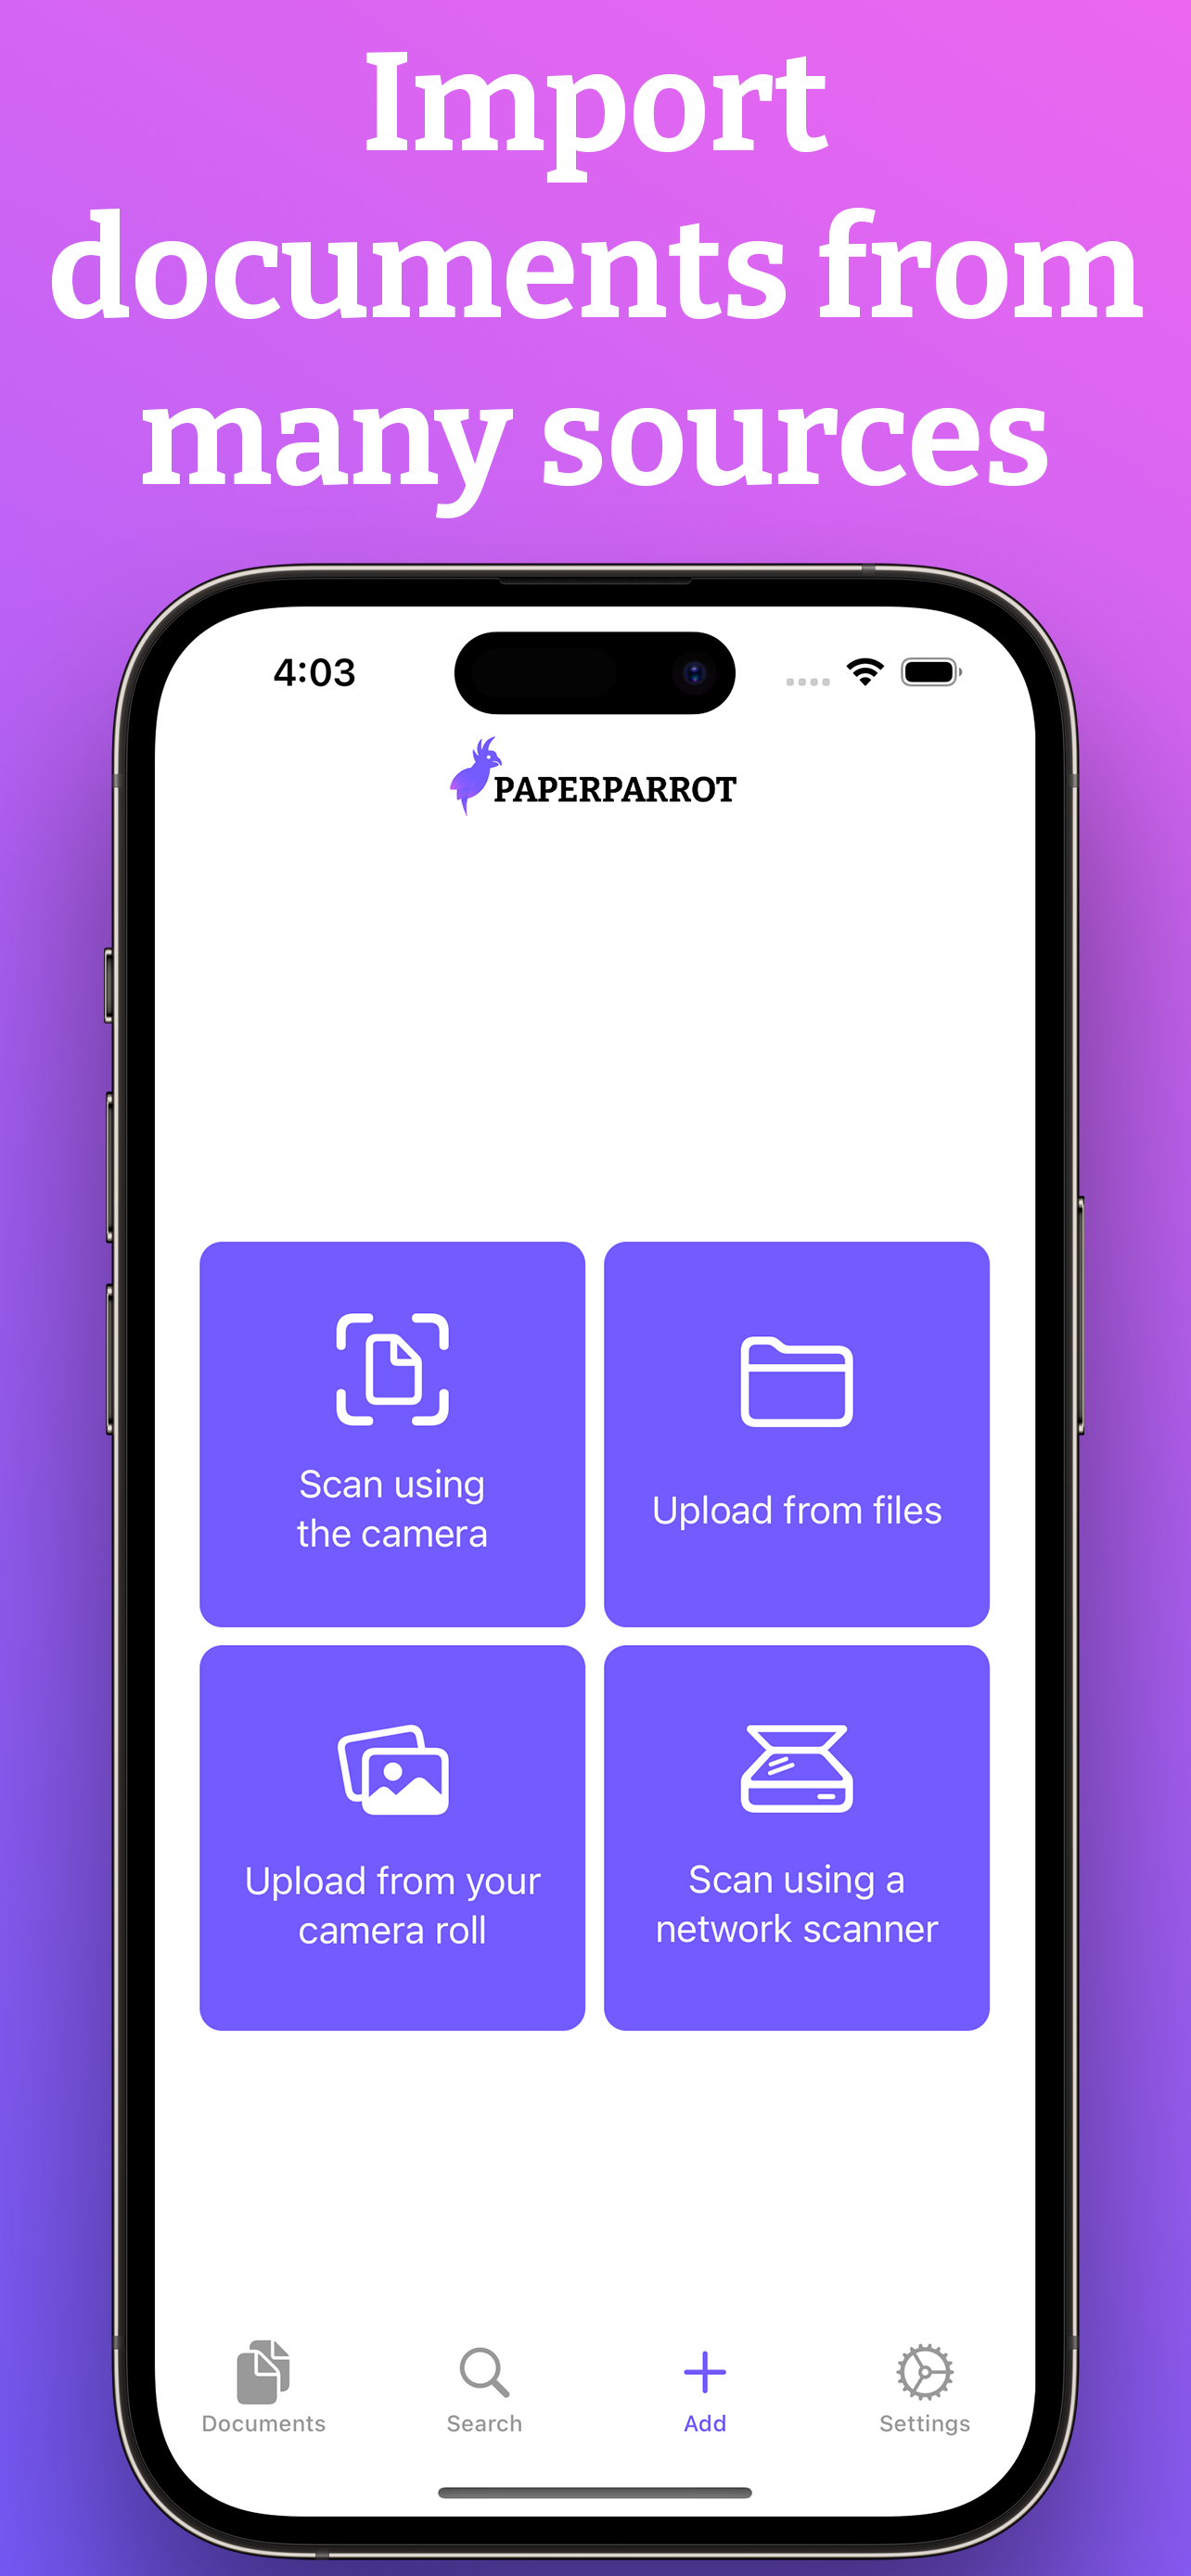 Import
documents from
many sources
4:03
PAPERPARROT
Scan using
the camera
Upload from files
Upload from your
camera roll
Scan using a
network scanner
Documents
Search
Add
Settings